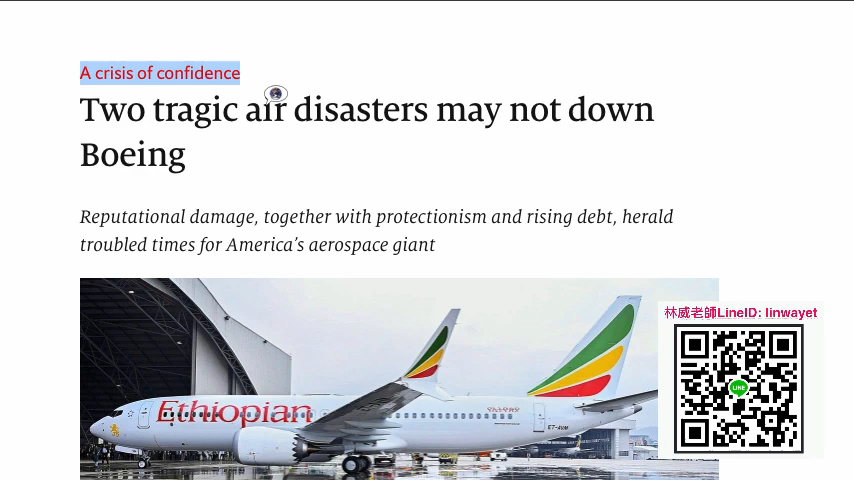 A crisis of confidence
Two tragic air disasters may not down
Boeing
Reputational damage, together with protectionism and rising debt, herald
troubled times for America's aerospace giant
林威老師LineID: linwayet
Ethiopian
ET-AVM
LINE